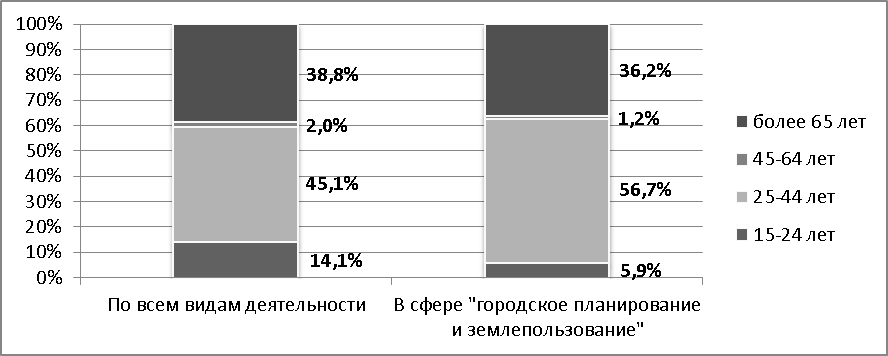 100%
90%
80%
70%
60%
50%
40%
30%
20%
10%
0%
38,8%
2,0%
45,1%
14,1%
36,2%
1,2%
56,7%
5,9%
По всем видам деятельности
В сфере "городское планирование
и землепользование"
более 65 лет
45-64 лет
25-44 лет
15-24 лет